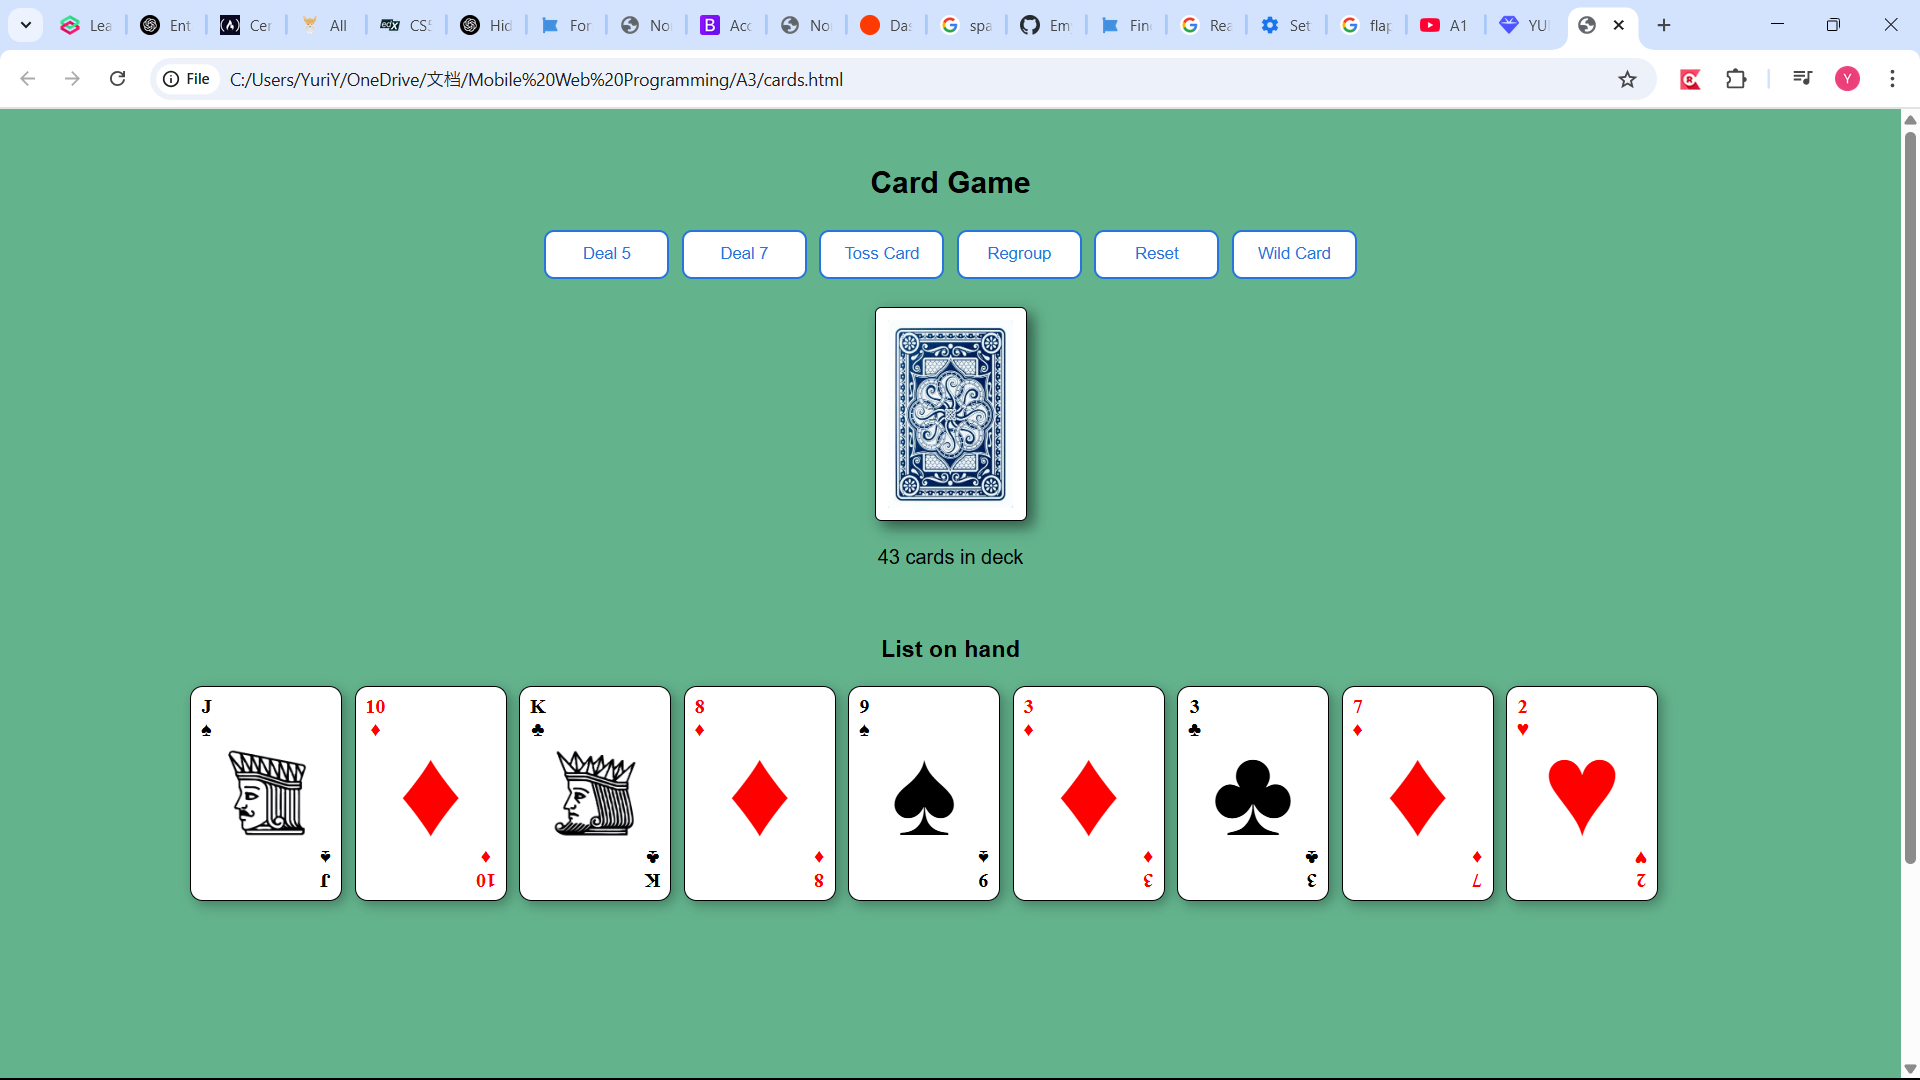 Lea
Ent
Cer
All
CS
Hid
For
No
Acc
No
Das
spa
Em
Fin
Rea
Set
flap
A1
YU
File
C:/Users/YuriY/OneDrive/文档/Mobile%20Web%20Programming/A3/cards.html
Y
Card Game
Deal 5
Deal 7
Toss Card
Regroup
Reset
Wild Card
43 cards in deck
List on hand
J
10
K
8
9
3
3
7
2
J
10
K
8
9
3
3
7
2